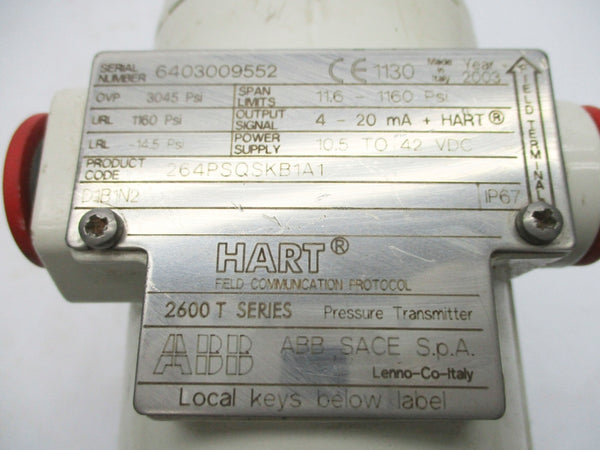 SERIAL NUMBER 6403009552 CE 1130 Made in Italy Year 2003
OVP 3045 Psi SPAN LIMITS 11.6 - 1160 Psi
URL 1160 Psi OUTPUT SIGNAL 4 - 20 mA + HART®
LRL -14.5 Psi POWER SUPPLY 10.5 TO 42 VDC
PRODUCT CODE 264PSQSKB1A1
D1B1N2 IP67
FIELD TERMINAL
HART®
FIELD COMMUNICATION PROTOCOL
2600 T SERIES Pressure Transmitter
ABB ABB SACE S.p.A.
Lenno-Co-Italy
Local keys below label